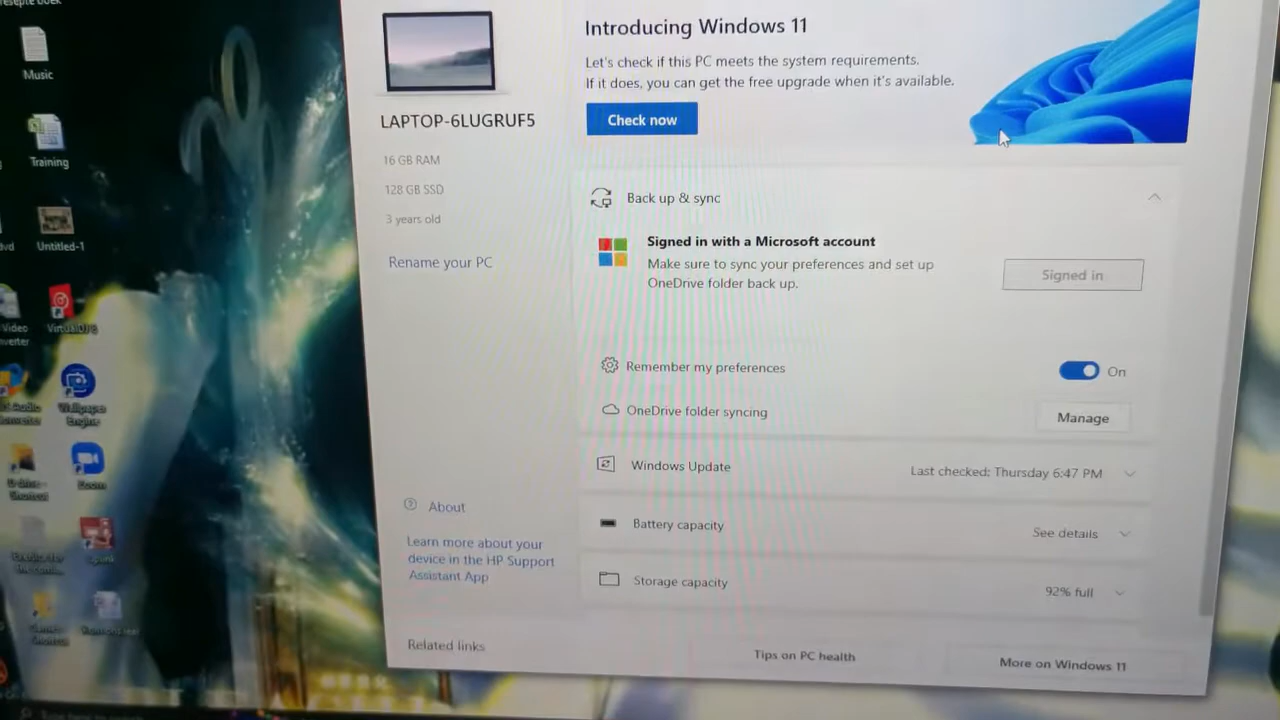 Music
Training
Untitled-1
Wallpaper
Engine
Zoom
LAPTOP-6LUGRUF5
16 GB RAM
128 GB SSD
3 years old
Rename your PC
About
Learn more about your
device in the HP Support
Assistant App
Related links
Introducing Windows 11
Let's check if this PC meets the system requirements.
If it does, you can get the free upgrade when it's available.
Check now
Back up & sync
Signed in with a Microsoft account
Make sure to sync your preferences and set up
OneDrive folder back up.
Signed in
Remember my preferences
On
OneDrive folder syncing
Manage
Windows Update
Last checked: Thursday 6:47 PM
Battery capacity
See details
Storage capacity
92% full
Tips on PC health
More on Windows 11